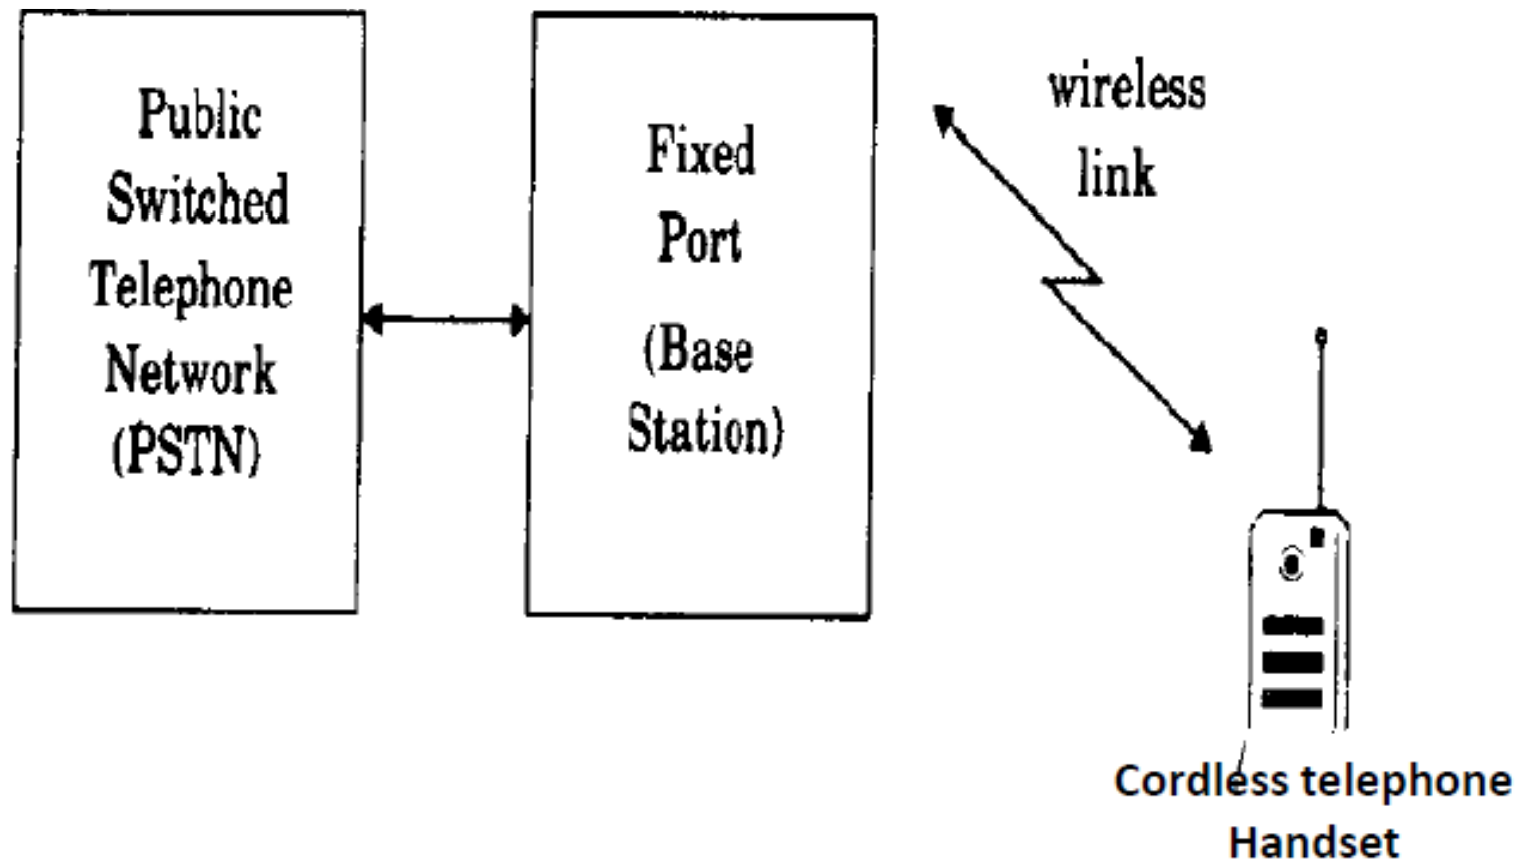 Public
Switched
Telephone
Network
(PSTN)
Fixed
Port
(Base
Station)
wireless
link
Cordless telephone
Handset